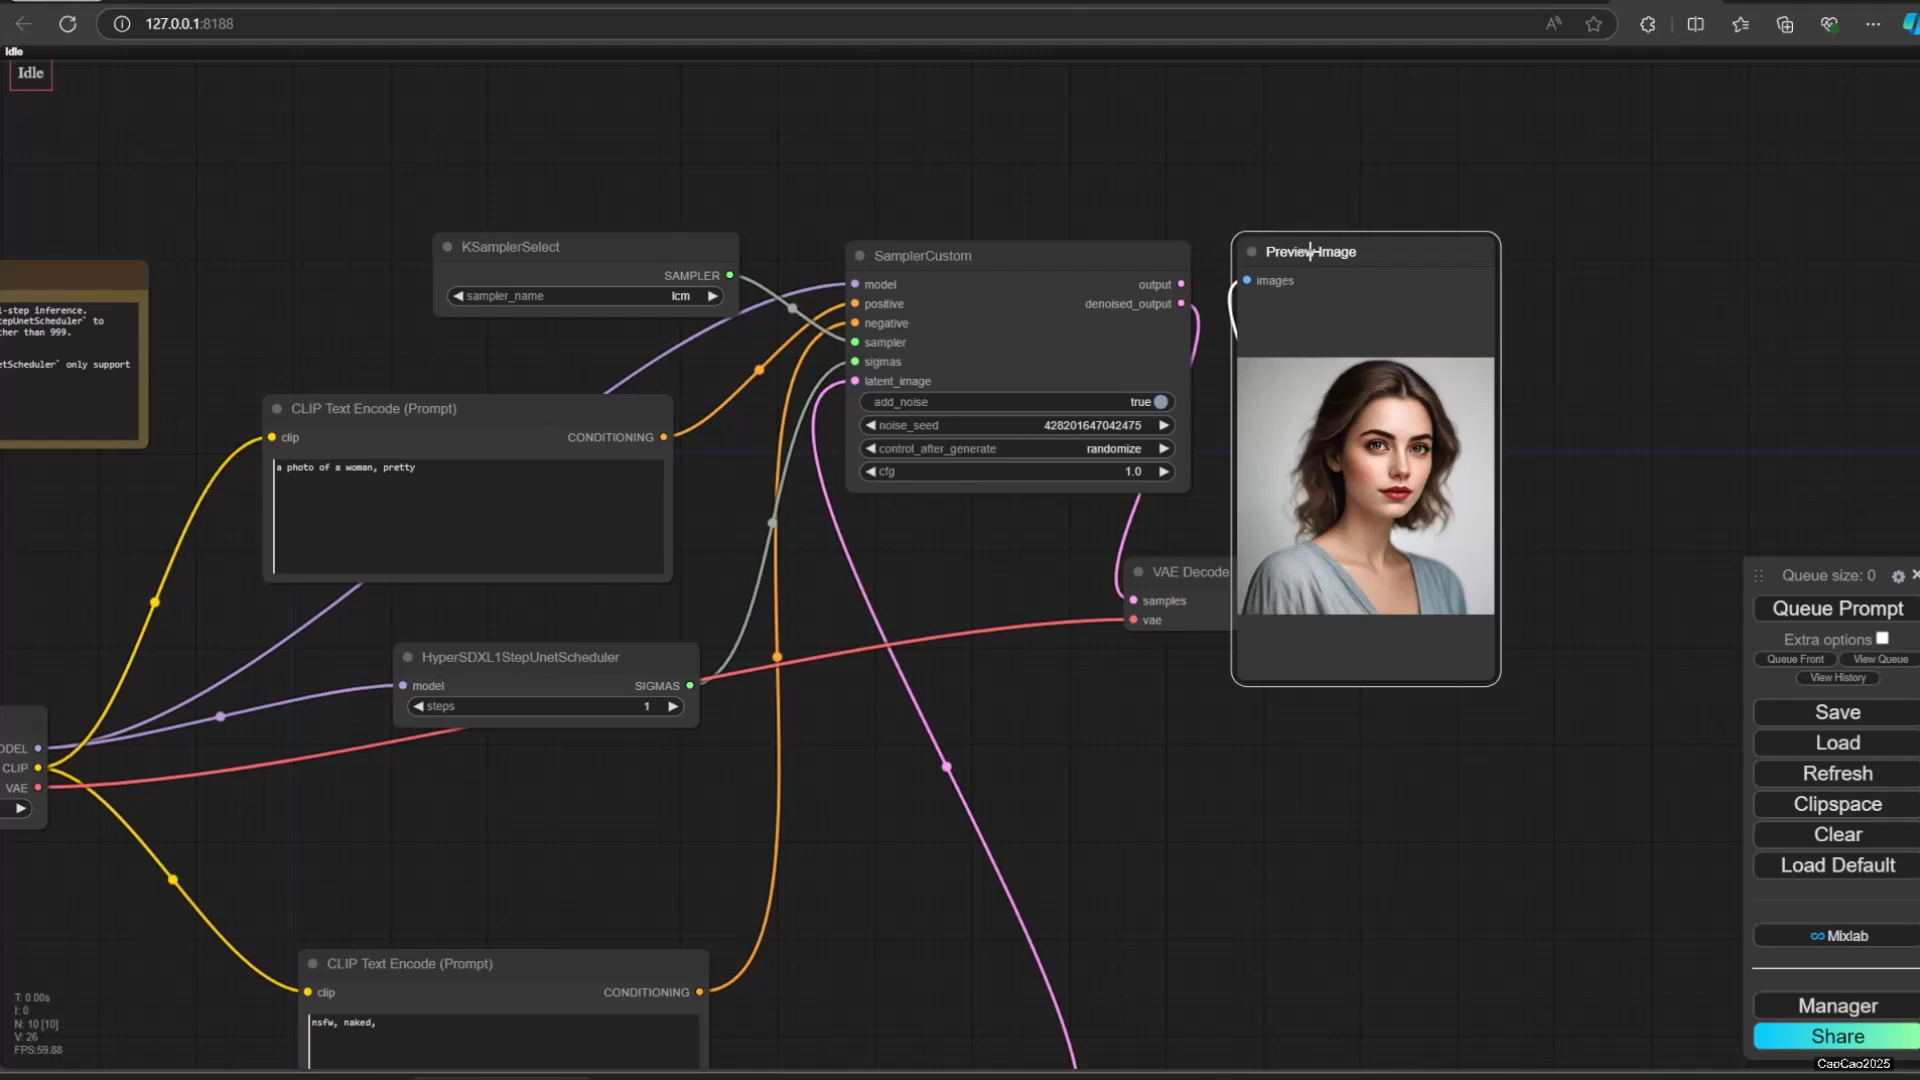 127.0.0.1:8188
Idle
Idle
KSamplerSelect
SAMPLER
sampler_name lcm
SamplerCustom
model output
positive denoised_output
negative
sampler
sigmas
latent_image
add_noise true
noise_seed 428201647042475
control_after_generate randomize
cfg 1.0
PreviewImage
images
l-step inference.
tepUnetScheduler` to
ther than 999.
etScheduler` only support
CLIP Text Encode (Prompt)
clip CONDITIONING
a photo of a woman, pretty
VAE Decode
samples
vae
HyperSDXL1StepUnetScheduler
model SIGMAS
steps 1
ODEL
CLIP
VAE
CLIP Text Encode (Prompt)
clip CONDITIONING
nsfw, naked,
T: 0.00s
I: 0
N: 10 [10]
V: 26
FPS:59.88
Queue size: 0
Queue Prompt
Extra options
Queue Front View Queue
View History
Save
Load
Refresh
Clipspace
Clear
Load Default
Mixlab
Manager
Share
CaoCao2025